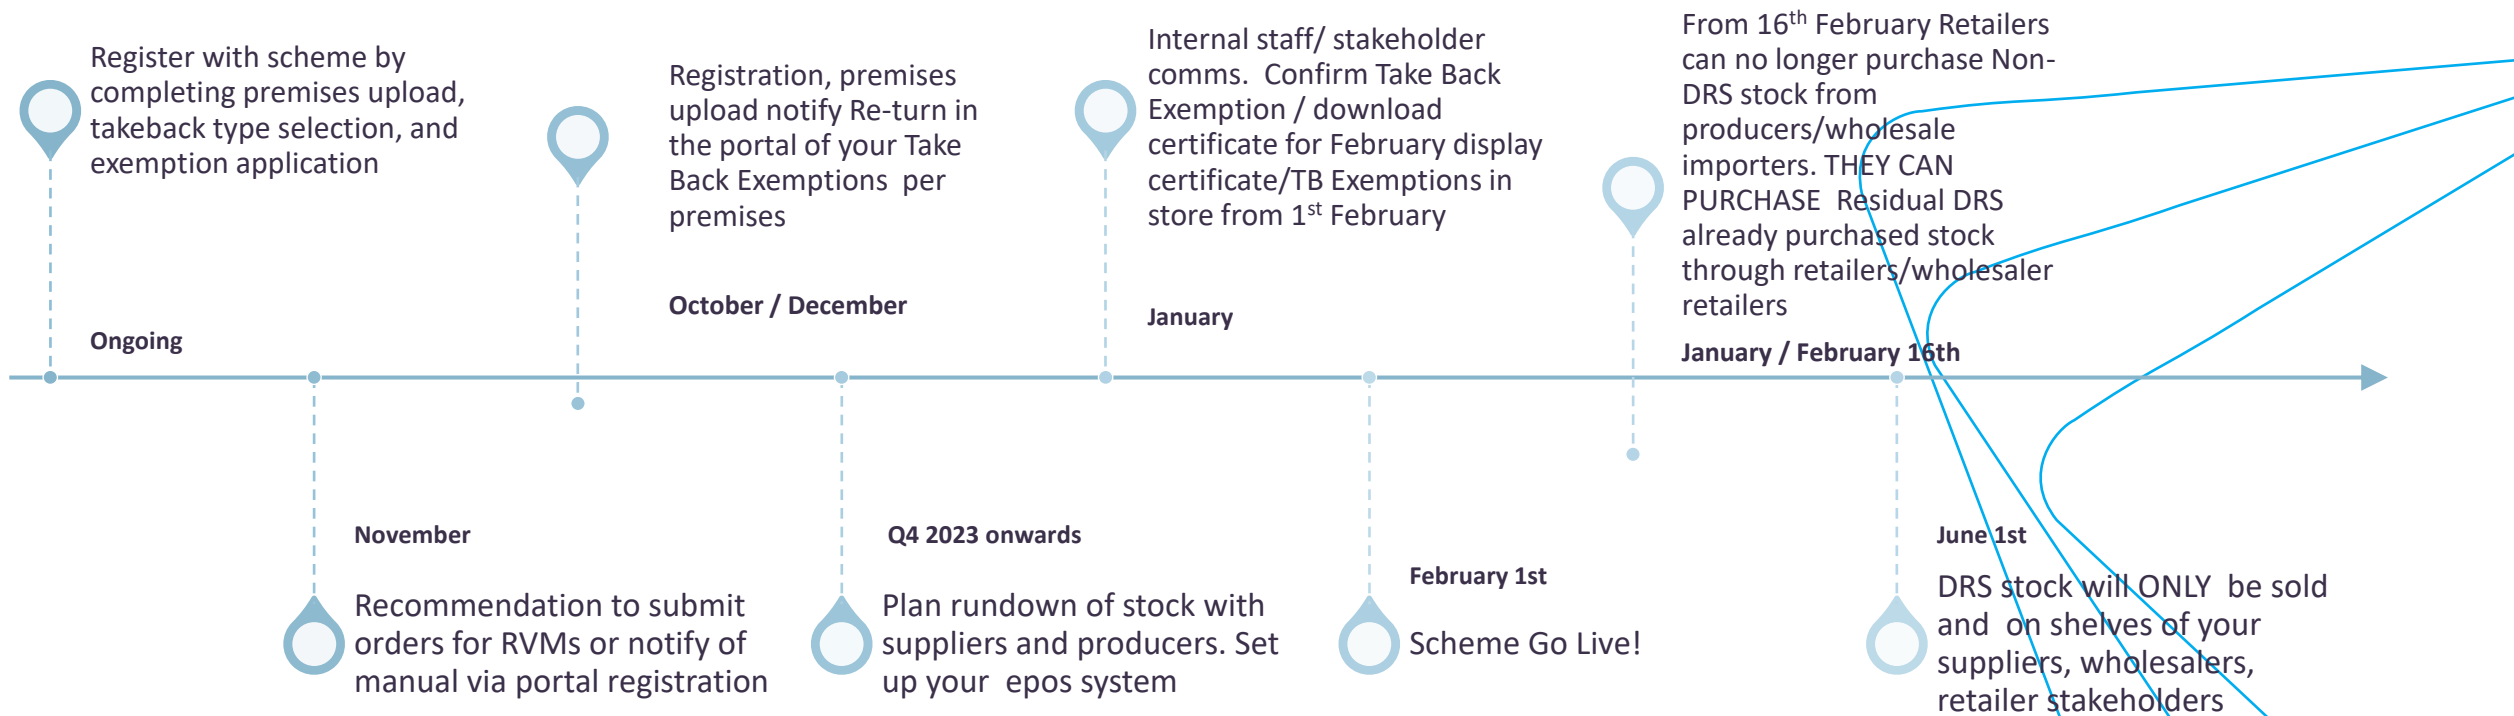 Register with scheme by
completing premises upload,
takeback type selection, and
exemption application
Ongoing
November
Recommendation to submit
orders for RVMs or notify of
manual via portal registration
Registration, premises
upload notify Re-turn in
the portal of your Take
Back Exemptions  per
premises
October / December
Q4 2023 onwards
Plan rundown of stock with
suppliers and producers. Set
up your  epos system
Internal staff/ stakeholder
comms.  Confirm Take Back
Exemption / download
certificate for February display
certificate/TB Exemptions in
store from 1st February
January
February 1st
Scheme Go Live!
From 16th February Retailers
can no longer purchase Non-
DRS stock from
producers/wholesale
importers. THEY CAN
PURCHASE  Residual DRS
already purchased stock
through retailers/wholesaler
retailers
January / February 16th
June 1st
DRS stock will ONLY  be sold
and  on shelves of your
suppliers, wholesalers,
retailer stakeholders